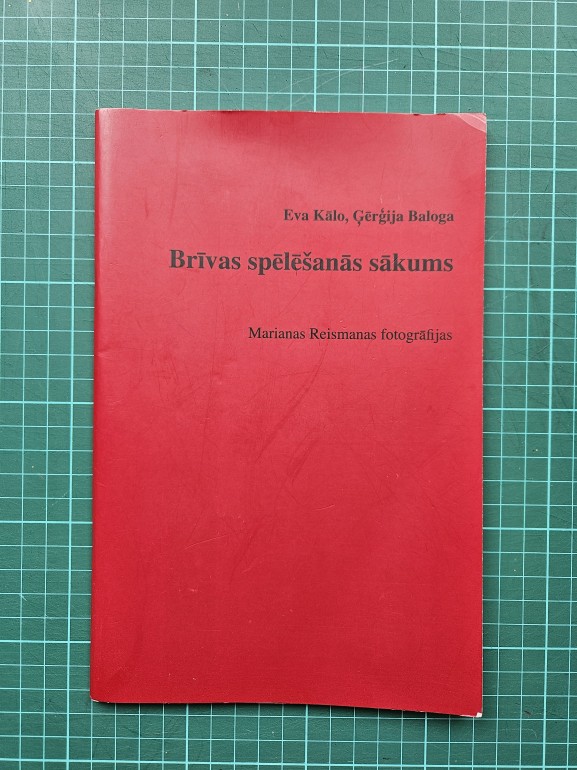 Eva Kālo, Ģērģija Baloga
Brīvas spēlēšanās sākums
Marianas Reismanas fotogrāfijas